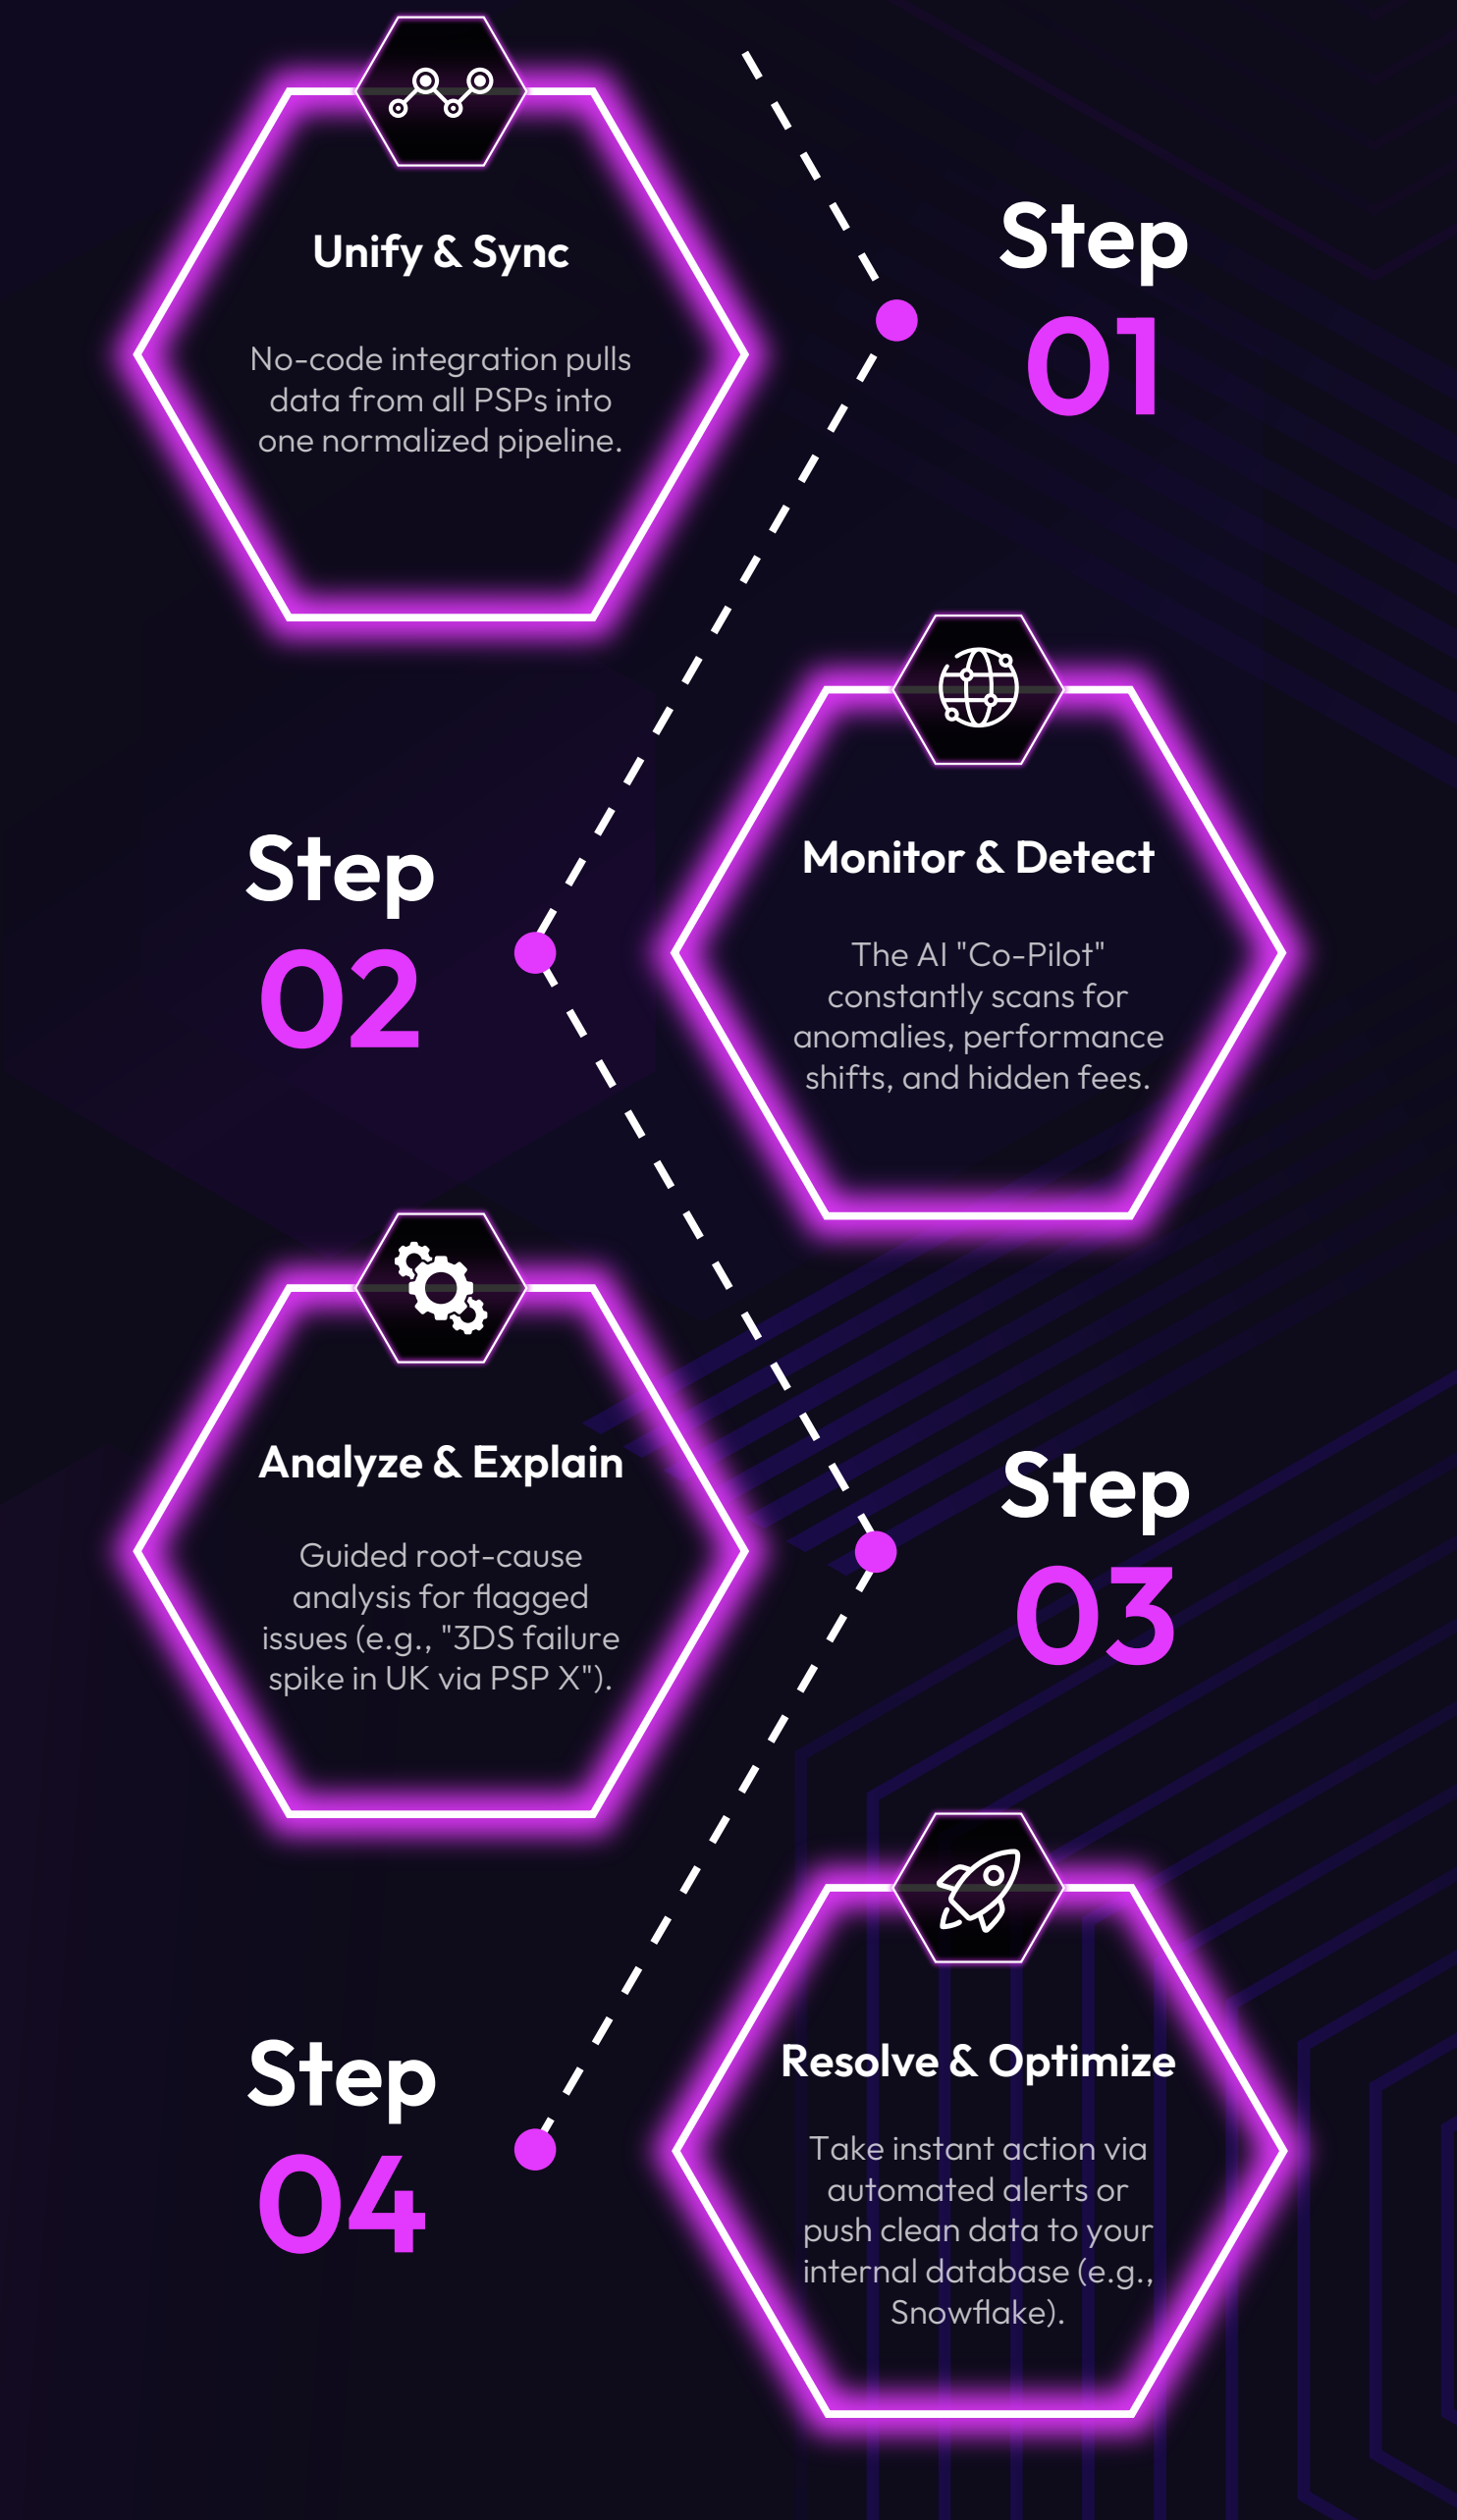 Unify & Sync
No-code integration pulls
data from all PSPs into
one normalized pipeline.
Step
01
Step
02
Monitor & Detect
The AI "Co-Pilot"
constantly scans for
anomalies, performance
shifts, and hidden fees.
Analyze & Explain
Guided root-cause
analysis for flagged
issues (e.g., "3DS failure
spike in UK via PSP X").
Step
03
Step
04
Resolve & Optimize
Take instant action via
automated alerts or
push clean data to your
internal database (e.g.,
Snowflake).